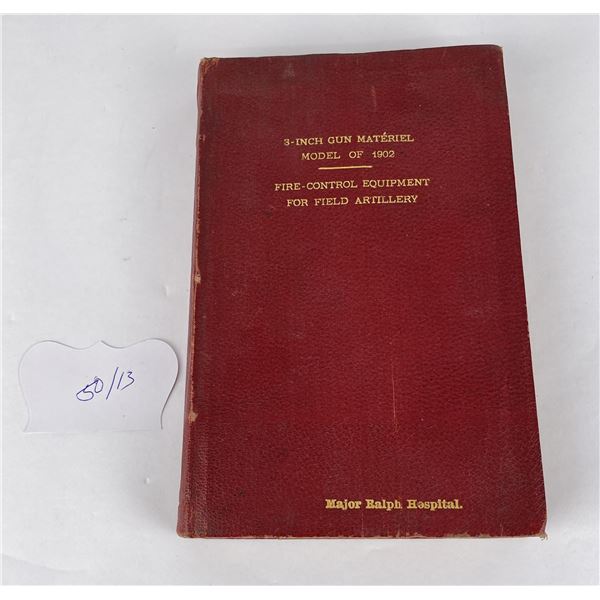 3-INCH GUN MATÉRIEL
MODEL OF 1902
FIRE-CONTROL EQUIPMENT
FOR FIELD ARTILLERY
50/13
Major Ralph Hospital.